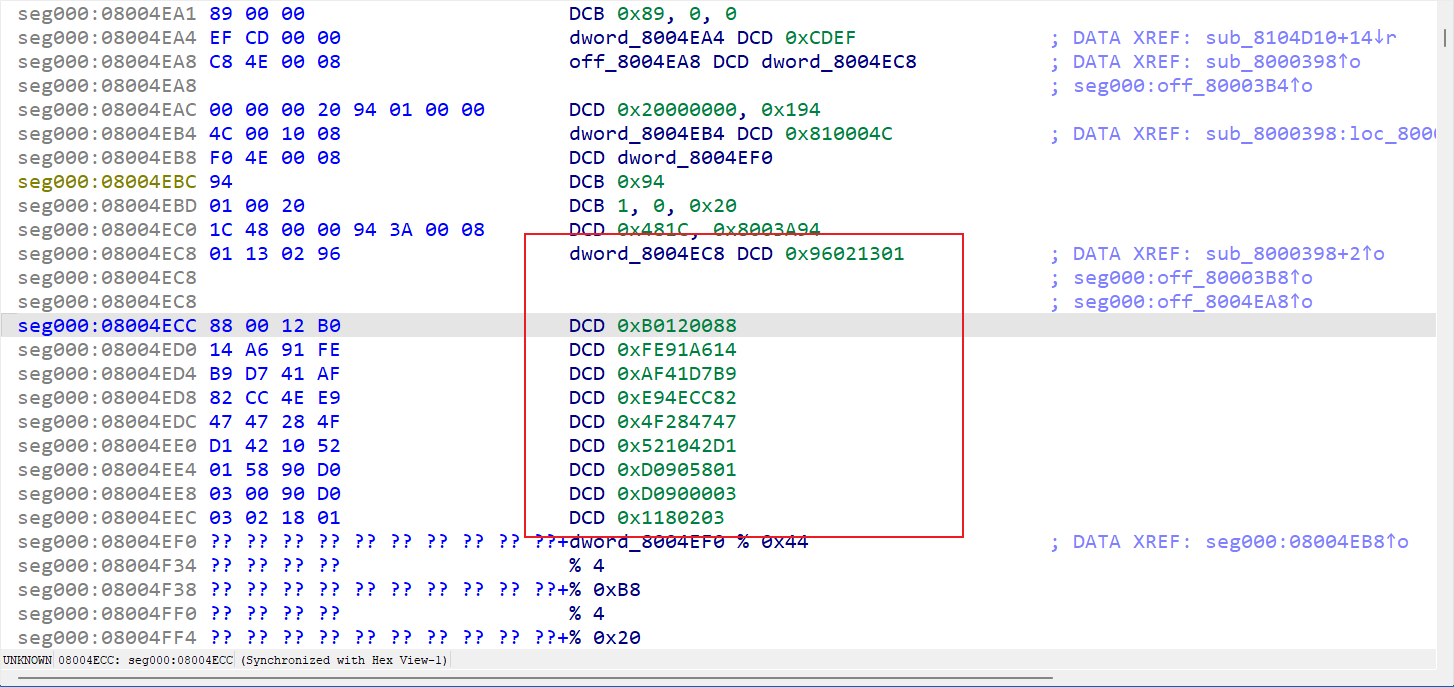 seg000:08004EA1 89 00 00 DCB 0x89, 0, 0
seg000:08004EA4 EF CD 00 00 dword_8004EA4 DCD 0xCDEF ; DATA XREF: sub_8104D10+14↓r
seg000:08004EA8 C8 4E 00 08 off_8004EA8 DCD dword_8004EC8 ; DATA XREF: sub_8000398↑o
seg000:08004EA8 ; seg000:off_80003B4↑o
seg000:08004EAC 00 00 00 20 94 01 00 00 DCD 0x20000000, 0x194
seg000:08004EB4 4C 00 10 08 dword_8004EB4 DCD 0x810004C ; DATA XREF: sub_8000398:loc_800
seg000:08004EB8 F0 4E 00 08 DCD dword_8004EF0
seg000:08004EBC 94 DCB 0x94
seg000:08004EBD 01 00 20 DCB 1, 0, 0x20
seg000:08004EC0 1C 48 00 00 94 3A 00 08 DCD 0x481C, 0x8003A94
seg000:08004EC8 01 13 02 96 dword_8004EC8 DCD 0x96021301 ; DATA XREF: sub_8000398+2↑o
seg000:08004EC8 ; seg000:off_80003B8↑o
seg000:08004EC8 ; seg000:off_8004EA8↑o
seg000:08004ECC 88 00 12 B0 DCD 0xB0120088
seg000:08004ED0 14 A6 91 FE DCD 0xFE91A614
seg000:08004ED4 B9 D7 41 AF DCD 0xAF41D7B9
seg000:08004ED8 82 CC 4E E9 DCD 0xE94ECC82
seg000:08004EDC 47 47 28 4F DCD 0x4F284747
seg000:08004EE0 D1 42 10 52 DCD 0x521042D1
seg000:08004EE4 01 58 90 D0 DCD 0xD0905801
seg000:08004EE8 03 00 90 D0 DCD 0xD0900003
seg000:08004EEC 03 02 18 01 DCD 0x1180203
seg000:08004EF0 ?? ?? ?? ?? ?? ?? ?? ?? ?? ??+dword_8004EF0 % 0x44 ; DATA XREF: seg000:08004EB8↑o
seg000:08004F34 ?? ?? ?? ?? % 4
seg000:08004F38 ?? ?? ?? ?? ?? ?? ?? ?? ?? ??+% 0xB8
seg000:08004FF0 ?? ?? ?? ?? % 4
seg000:08004FF4 ?? ?? ?? ?? ?? ?? ?? ?? ?? ??+% 0x20
UNKNOWN 08004ECC: seg000:08004ECC (Synchronized with Hex View-1)